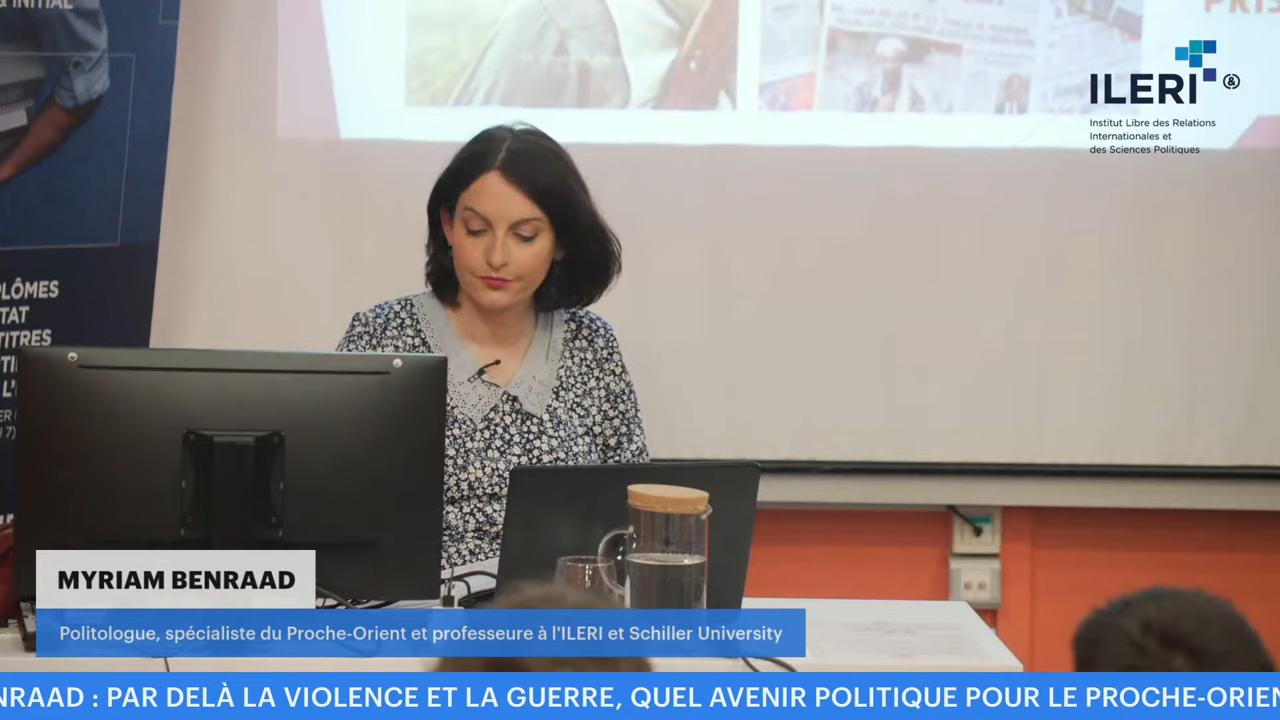 & INITIAL
PRIS
ILERI
&
Institut Libre des Relations
Internationales et
des Sciences Politiques
PLÔMES
TAT
TITRES
L'
MYRIAM BENRAAD
Politologue, spécialiste du Proche-Orient et professeure à l'ILERI et Schiller University
NRAAD : PAR DELÀ LA VIOLENCE ET LA GUERRE, QUEL AVENIR POLITIQUE POUR LE PROCHE-ORIEN